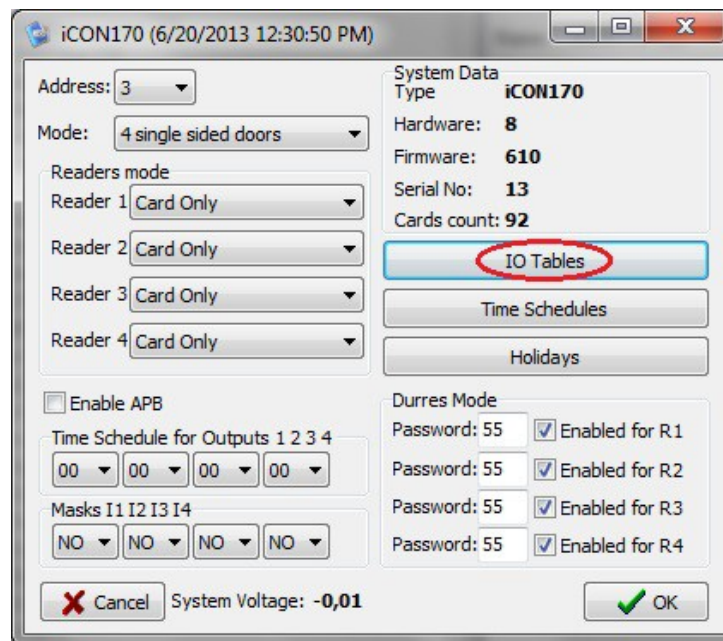 iCON170 (6/20/2013 12:30:50 PM)
Address: 3
Mode: 4 single sided doors
Readers mode
Reader 1 Card Only
Reader 2 Card Only
Reader 3 Card Only
Reader 4 Card Only
Enable APB
Time Schedule for Outputs 1 2 3 4
00 00 00 00
Masks I1 I2 I3 I4
NO NO NO NO
System Data
Type iCON170
Hardware: 8
Firmware: 610
Serial No: 13
Cards count: 92
IO Tables
Time Schedules
Holidays
Durres Mode
Password: 55 Enabled for R1
Password: 55 Enabled for R2
Password: 55 Enabled for R3
Password: 55 Enabled for R4
Cancel System Voltage: -0,01 OK